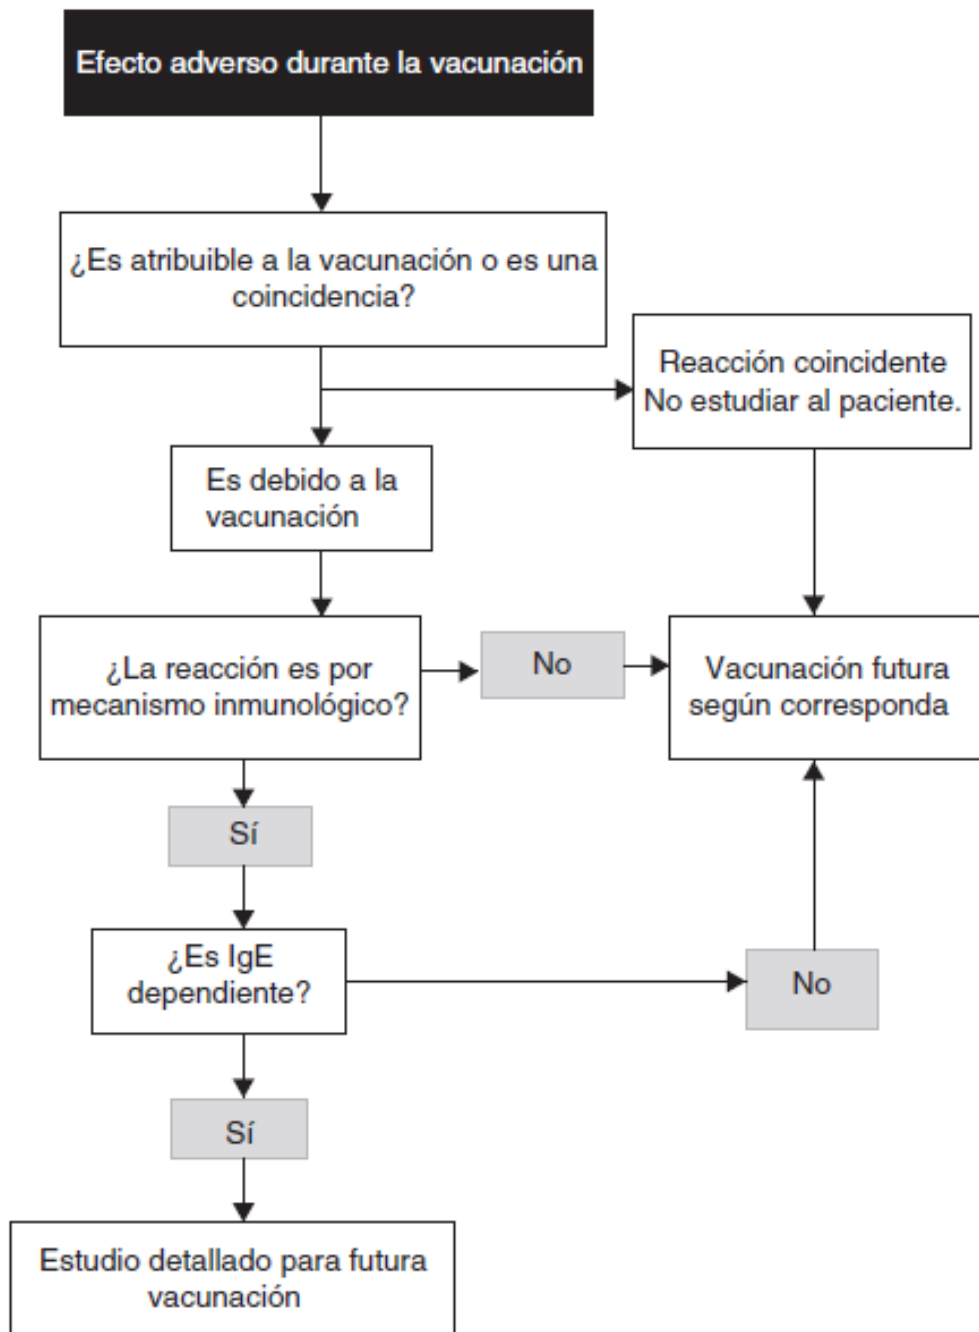 Efecto adverso durante la vacunación
¿Es atribuible a la vacunación o es una
coincidencia?
Reacción coincidente
No estudiar al paciente.
Es debido a la
vacunación
¿La reacción es por
mecanismo inmunológico?
No
Vacunación futura
según corresponda
Sí
¿Es IgE
dependiente?
No
Sí
Estudio detallado para futura
vacunación